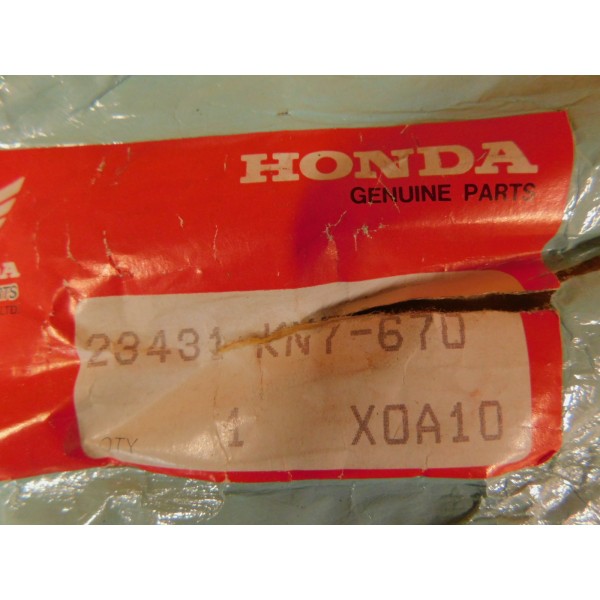 HONDA
GENUINE PARTS
23431 KN7-670
QTY 1 X0A10